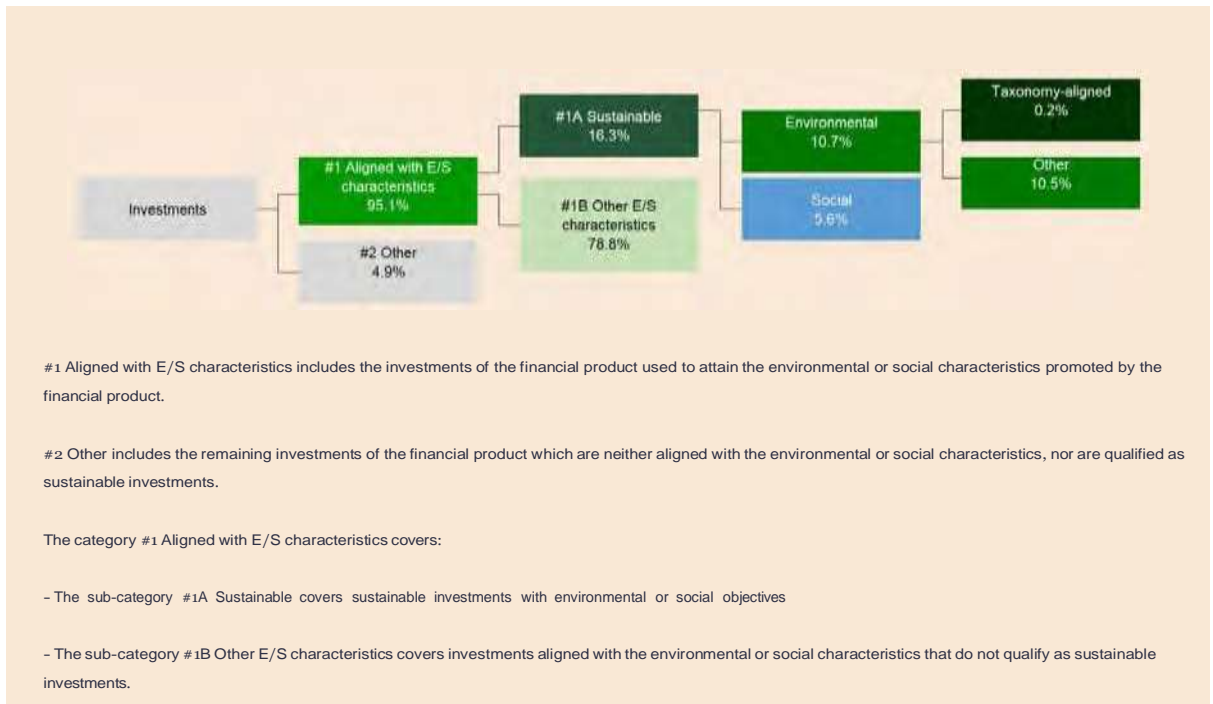 Investments
#1 Aligned with E/S
characteristics
95.1%
#2 Other
4.9%
#1A Sustainable
16.3%
#1B Other E/S
characteristics
78.8%
Environmental
10.7%
Social
5.6%
Taxonomy-aligned
0.2%
Other
10.5%
#1 Aligned with E/S characteristics includes the investments of the financial product used to attain the environmental or social characteristics promoted by the
financial product.
#2 Other includes the remaining investments of the financial product which are neither aligned with the environmental or social characteristics, nor are qualified as
sustainable investments.
The category #1 Aligned with E/S characteristics covers:
– The sub-category #1A Sustainable covers sustainable investments with environmental or social objectives
– The sub-category #1B Other E/S characteristics covers investments aligned with the environmental or social characteristics that do not qualify as sustainable
investments.